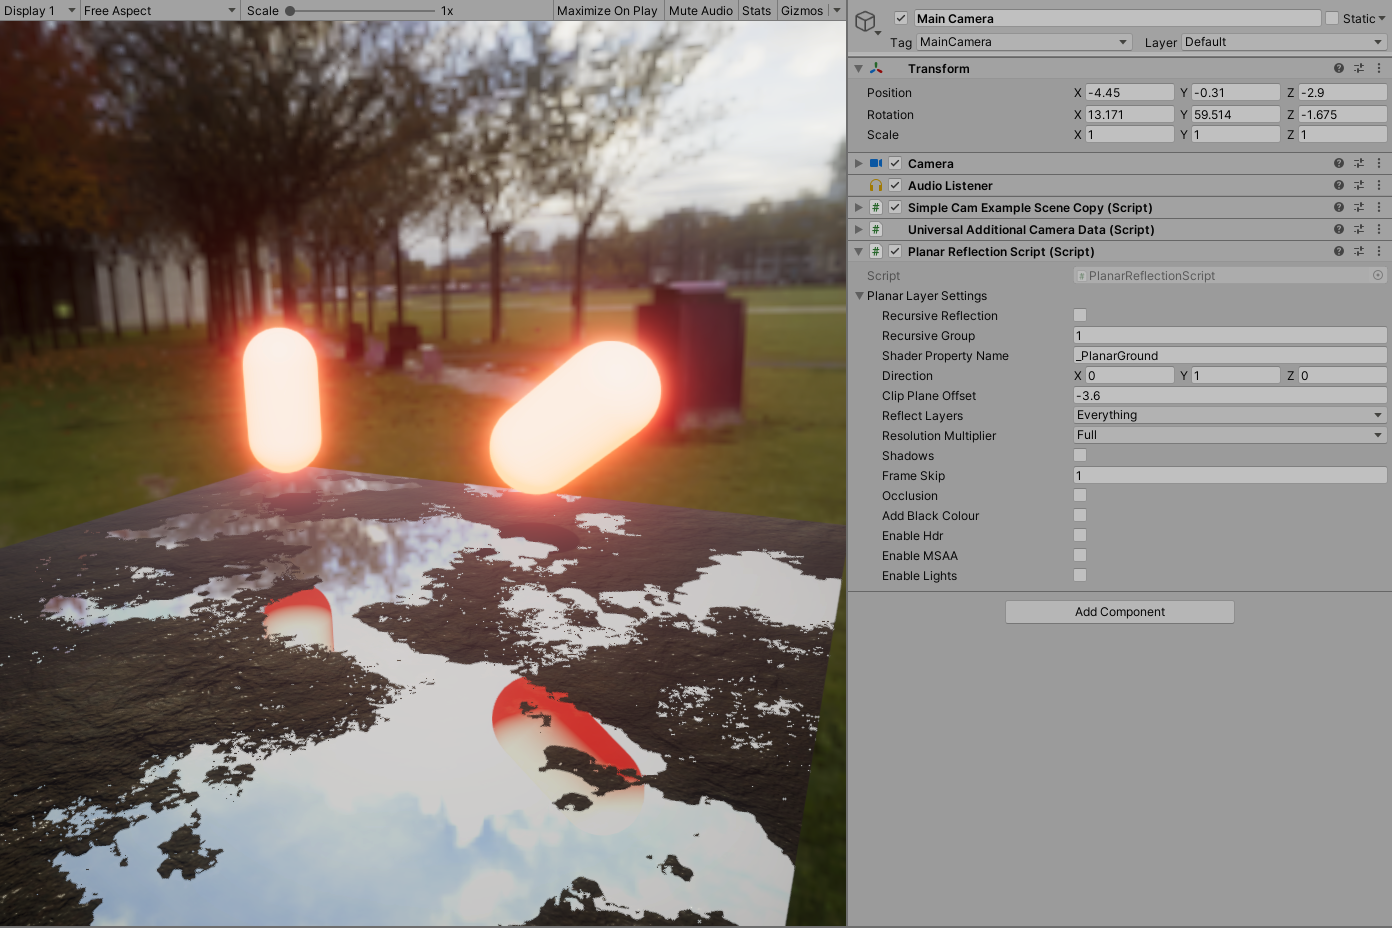 Display 1 Free Aspect Scale 1x Maximize On Play Mute Audio Stats Gizmos
Main Camera Static
Tag MainCamera Layer Default
Transform
Position X -4.45 Y -0.31 Z -2.9
Rotation X 13.171 Y 59.514 Z -1.675
Scale X 1 Y 1 Z 1
Camera
Audio Listener
# Simple Cam Example Scene Copy (Script)
# Universal Additional Camera Data (Script)
# Planar Reflection Script (Script)
Script # PlanarReflectionScript
Planar Layer Settings
Recursive Reflection
Recursive Group 1
Shader Property Name _PlanarGround
Direction X 0 Y 1 Z 0
Clip Plane Offset -3.6
Reflect Layers Everything
Resolution Multiplier Full
Shadows
Frame Skip 1
Occlusion
Add Black Colour
Enable Hdr
Enable MSAA
Enable Lights
Add Component